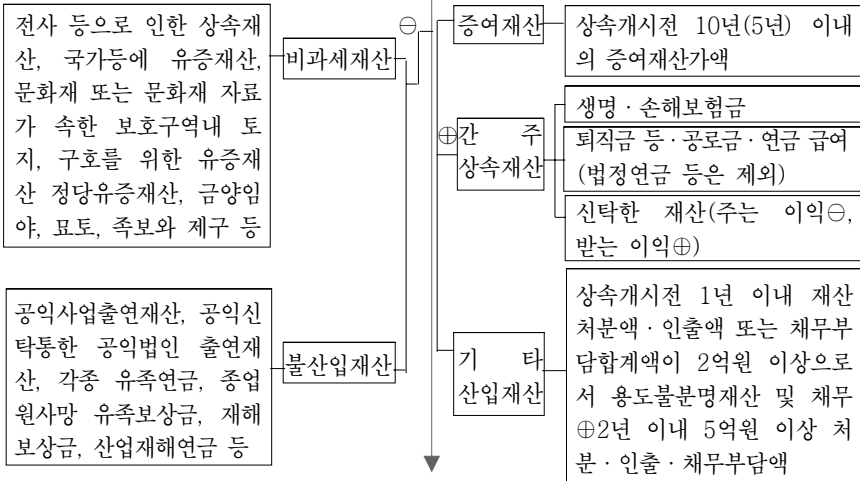 전사 등으로 인한 상속재
산, 국가등에 유증재산,
문화재 또는 문화재 자료
가 속한 보호구역내 토
지, 구호를 위한 유증재
산 정당유증재산, 금양임
야, 묘토, 족보와 제구 등
비과세재산
⊖
공익사업출연재산, 공익신
탁통한 공익법인 출연재
산, 각종 유족연금, 종업
원사망 유족보상금, 재해
보상금, 산업재해연금 등
불산입재산
증여재산
상속개시전 10년(5년) 이내
의 증여재산가액
⊕
간 주
상속재산
생명·손해보험금
퇴직금 등·공로금·연금 급여
(법정연금 등은 제외)
신탁한 재산(주는 이익⊖,
받는 이익⊕)
기 타
산입재산
상속개시전 1년 이내 재산
처분액·인출액 또는 채무부
담합계액이 2억원 이상으로
서 용도불분명재산 및 채무
⊕2년 이내 5억원 이상 처
분·인출·채무부담액